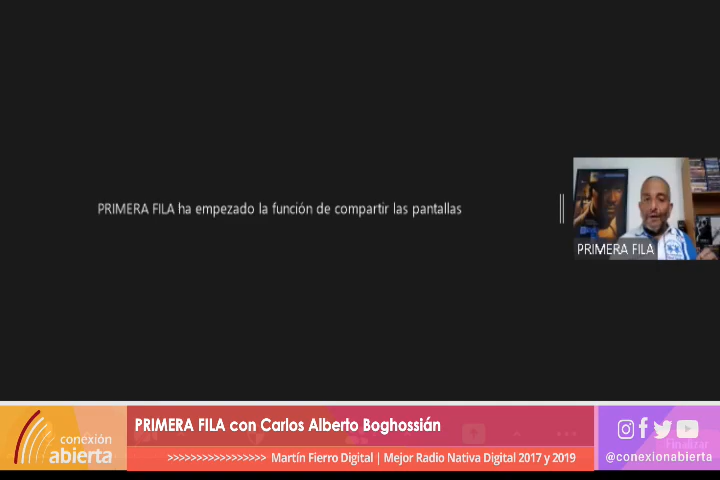 PRIMERA FILA ha empezado la función de compartir las pantallas
PRIMERA FILA
conexión
abierta
PRIMERA FILA con Carlos Alberto Boghossián
>>>>>>>>>>>>>>>>> Martín Fierro Digital | Mejor Radio Nativa Digital 2017 y 2019
Finalizar
@conexionabierta